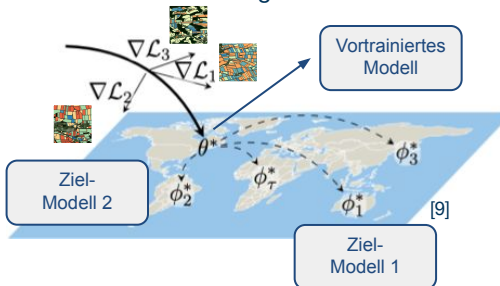 ∇ℒ₃
∇ℒ₁
∇ℒ₂
Vortrainiertes
Modell
θ*
ϕ₃*
ϕ₂*
ϕτ*
ϕ₁*
Ziel-
Modell 2
[9]
Ziel-
Modell 1